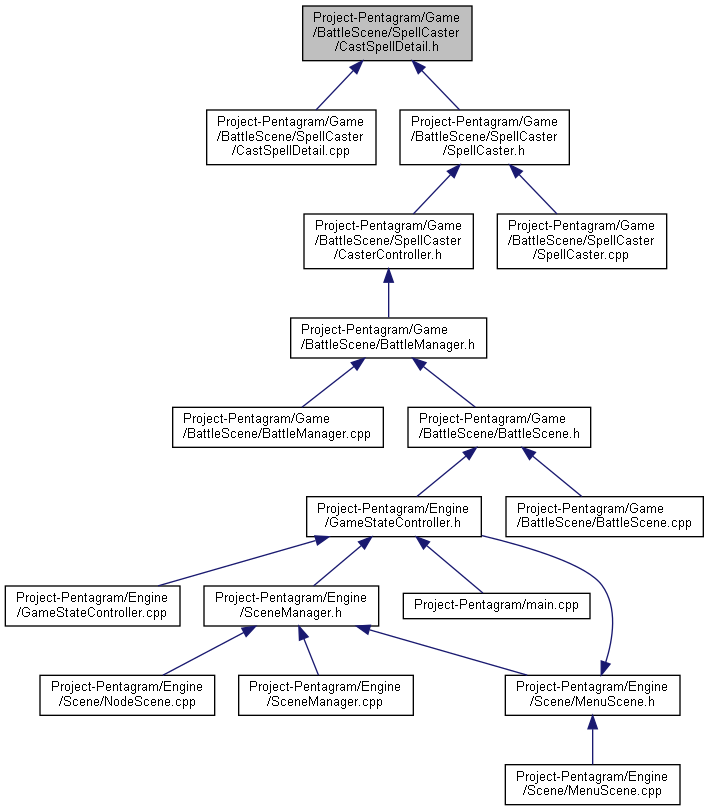 Project-Pentagram/Game
/BattleScene/SpellCaster
/CastSpellDetail.h
Project-Pentagram/Game
/BattleScene/SpellCaster
/CastSpellDetail.cpp
Project-Pentagram/Game
/BattleScene/SpellCaster
/SpellCaster.h
Project-Pentagram/Game
/BattleScene/SpellCaster
/CasterController.h
Project-Pentagram/Game
/BattleScene/SpellCaster
/SpellCaster.cpp
Project-Pentagram/Game
/BattleScene/BattleManager.h
Project-Pentagram/Game
/BattleScene/BattleManager.cpp
Project-Pentagram/Game
/BattleScene/BattleScene.h
Project-Pentagram/Engine
/GameStateController.h
Project-Pentagram/Game
/BattleScene/BattleScene.cpp
Project-Pentagram/Engine
/GameStateController.cpp
Project-Pentagram/Engine
/SceneManager.h
Project-Pentagram/main.cpp
Project-Pentagram/Engine
/Scene/NodeScene.cpp
Project-Pentagram/Engine
/SceneManager.cpp
Project-Pentagram/Engine
/Scene/MenuScene.h
Project-Pentagram/Engine
/Scene/MenuScene.cpp